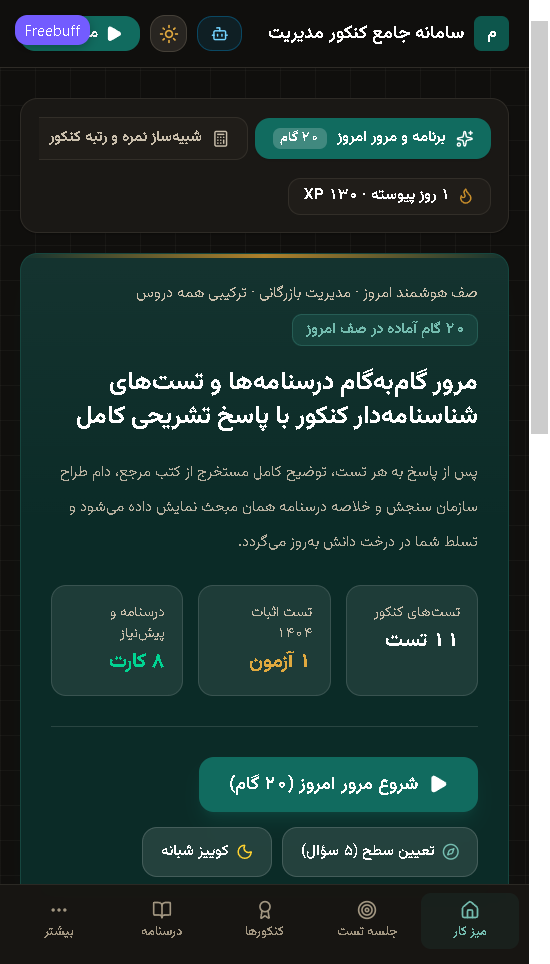 م
سامانه جامع کنکور مدیریت
م
Freebuff
برنامه و مرور امروز
۲۰ گام
شبیه‌ساز نمره و رتبه کنکور
۱ روز پیوسته · ۱۳۰ XP
صف هوشمند امروز · مدیریت بازرگانی · ترکیبی همه دروس
۲۰ گام آماده در صف امروز
مرور گام‌به‌گام درسنامه‌ها و تست‌های
شناسنامه‌دار کنکور با پاسخ تشریحی کامل
پس از پاسخ به هر تست، توضیح کامل مستخرج از کتب مرجع، دام طراح
سازمان سنجش و خلاصه درسنامه همان مبحث نمایش داده می‌شود و
تسلط شما در درخت دانش به‌روز می‌گردد.
تست‌های کنکور
۱۱ تست
تست اثبات
۱۴۰۴
۱ آزمون
درسنامه و
پیش‌نیاز
۸ کارت
شروع مرور امروز (۲۰ گام)
تعیین سطح (۵ سؤال)
کوییز شبانه
میز کار
جلسه تست
کنکورها
درسنامه
بیشتر